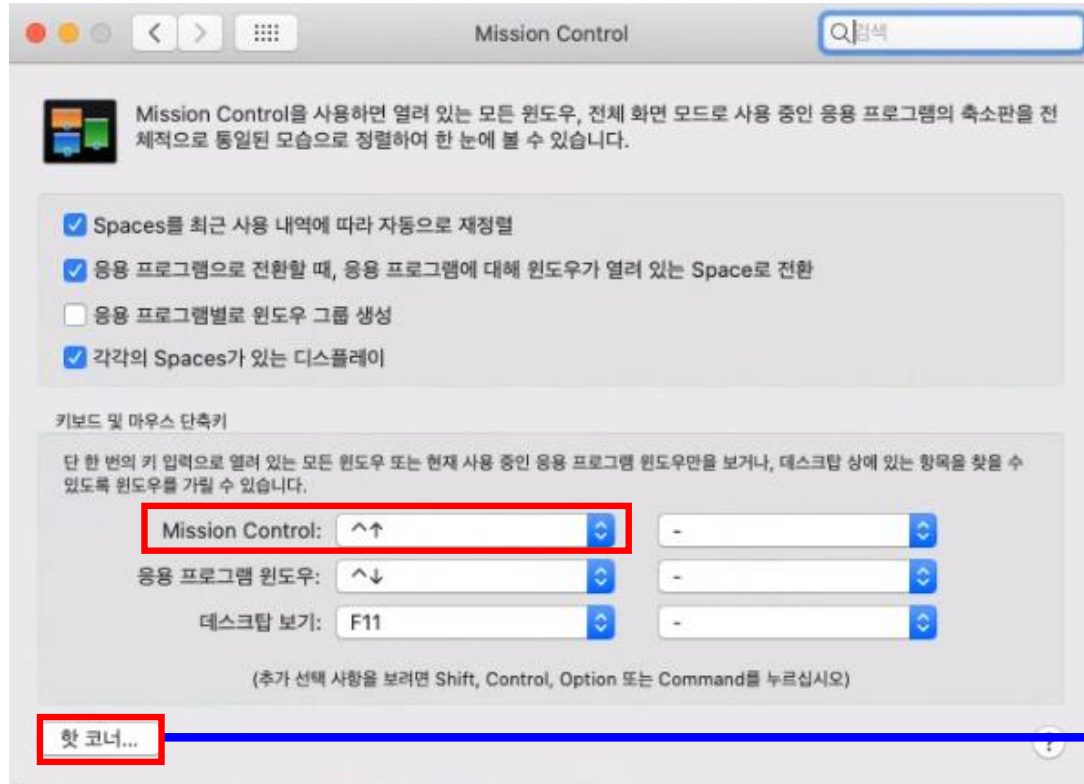 Mission Control
검색
Mission Control을 사용하면 열려 있는 모든 윈도우, 전체 화면 모드로 사용 중인 응용 프로그램의 축소판을 전
체적으로 통일된 모습으로 정렬하여 한 눈에 볼 수 있습니다.
Spaces를 최근 사용 내역에 따라 자동으로 재정렬
응용 프로그램으로 전환할 때, 응용 프로그램에 대해 윈도우가 열려 있는 Space로 전환
응용 프로그램별로 윈도우 그룹 생성
각각의 Spaces가 있는 디스플레이
키보드 및 마우스 단축키
단 한 번의 키 입력으로 열려 있는 모든 윈도우 또는 현재 사용 중인 응용 프로그램 윈도우만을 보거나, 데스크탑 상에 있는 항목을 찾을 수
있도록 윈도우를 가릴 수 있습니다.
Mission Control: ^↑ -
응용 프로그램 윈도우: ^↓ -
데스크탑 보기: F11 -
(추가 선택 사항을 보려면 Shift, Control, Option 또는 Command를 누르십시오)
핫 코너... ?